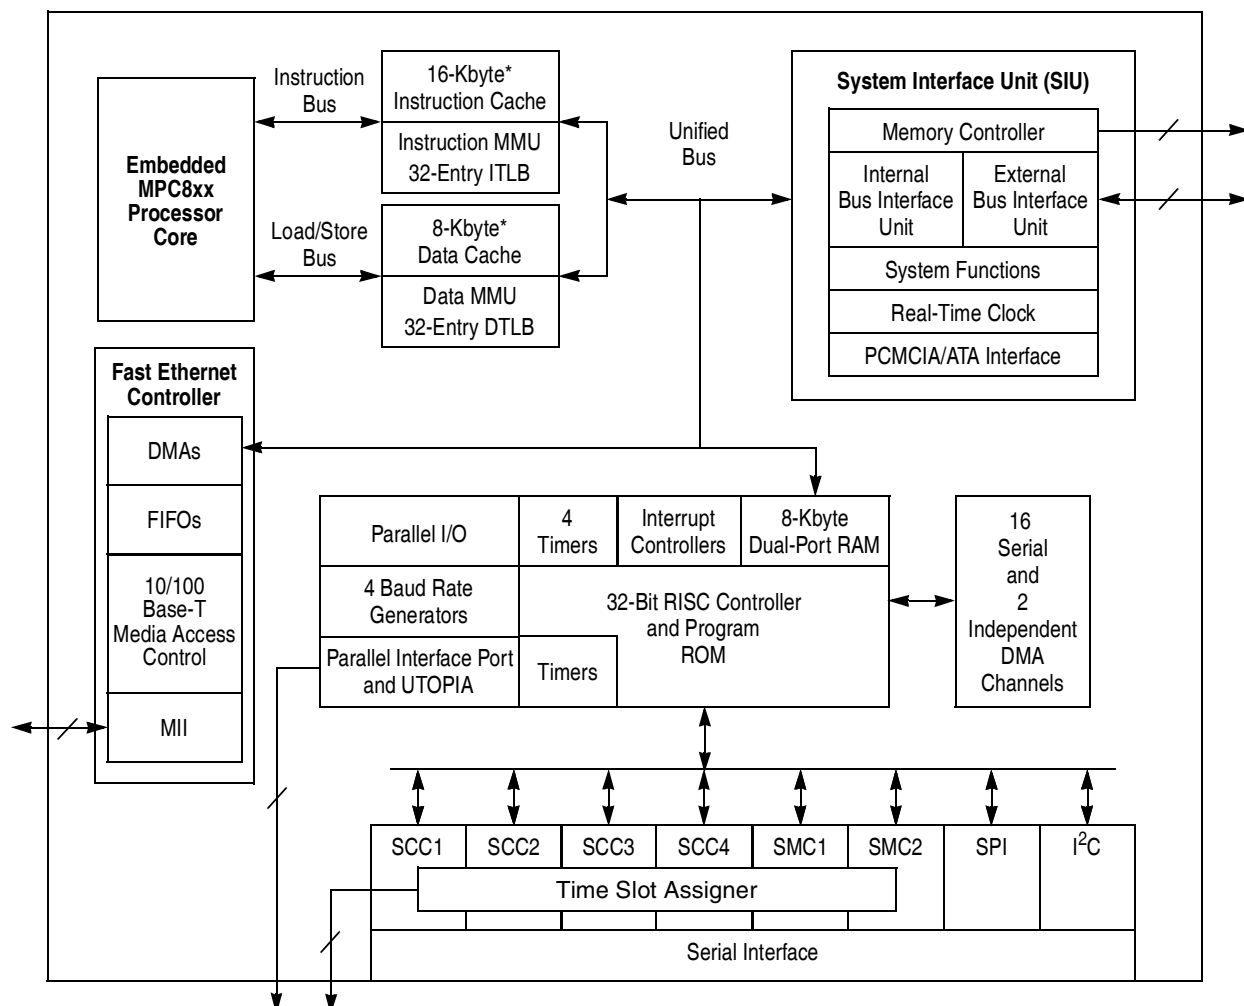 Embedded
MPC8xx
Processor
Core
Instruction
Bus
Load/Store
Bus
16-Kbyte*
Instruction Cache
Instruction MMU
32-Entry ITLB
8-Kbyte*
Data Cache
Data MMU
32-Entry DTLB
Unified
Bus
System Interface Unit (SIU)
Memory Controller
Internal
Bus Interface
Unit
External
Bus Interface
Unit
System Functions
Real-Time Clock
PCMCIA/ATA Interface
Fast Ethernet
Controller
DMAs
FIFOs
10/100
Base-T
Media Access
Control
MII
Parallel I/O
4
Timers
Interrupt
Controllers
8-Kbyte
Dual-Port RAM
4 Baud Rate
Generators
Parallel Interface Port
and UTOPIA
Timers
32-Bit RISC Controller
and Program
ROM
16
Serial
and
2
Independent
DMA
Channels
SCC1
SCC2
SCC3
SCC4
SMC1
SMC2
SPI
I²C
Time Slot Assigner
Serial Interface